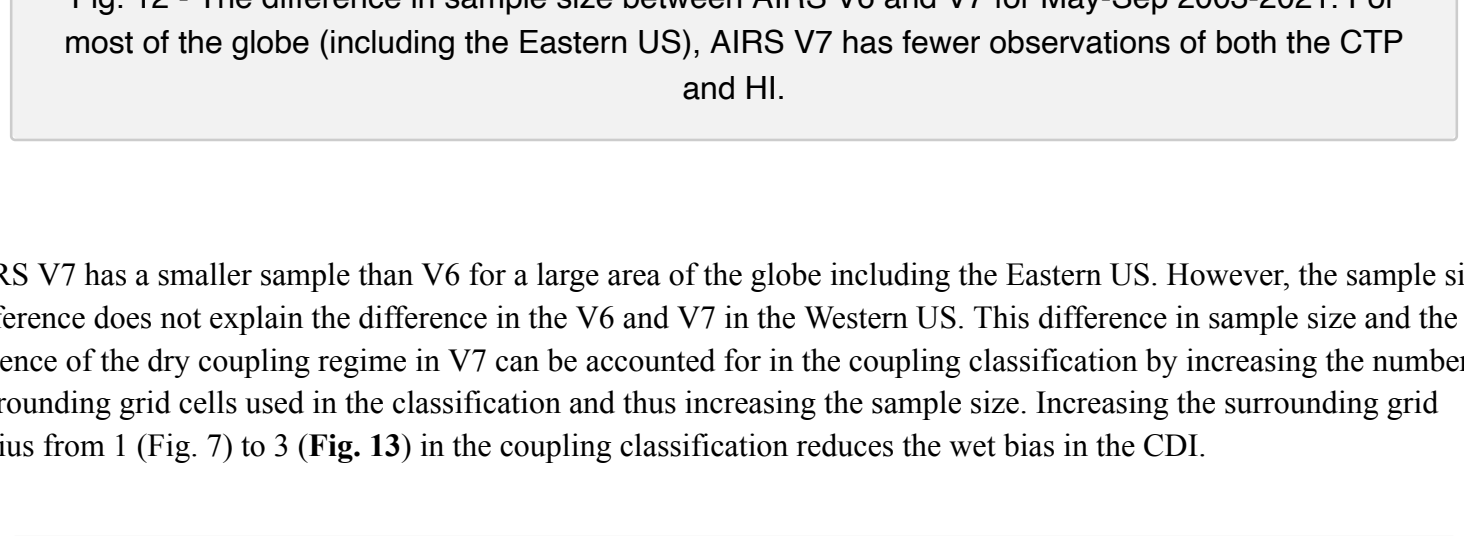 Fig. 12 - The difference in sample size between AIRS V6 and V7 for May-Sep 2003-2021. For
most of the globe (including the Eastern US), AIRS V7 has fewer observations of both the CTP
and HI.
RS V7 has a smaller sample than V6 for a large area of the globe including the Eastern US. However, the sample si
ference does not explain the difference in the V6 and V7 in the Western US. This difference in sample size and the
ence of the dry coupling regime in V7 can be accounted for in the coupling classification by increasing the number
rounding grid cells used in the classification and thus increasing the sample size. Increasing the surrounding grid
ius from 1 (Fig. 7) to 3 (Fig. 13) in the coupling classification reduces the wet bias in the CDI.